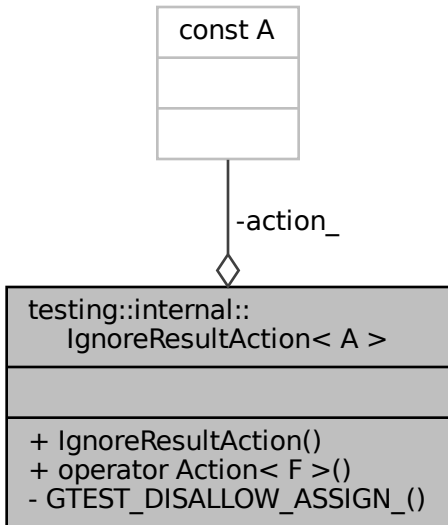 const A
-action_
testing::internal::
IgnoreResultAction< A >
+ IgnoreResultAction()
+ operator Action< F >()
- GTEST_DISALLOW_ASSIGN_()